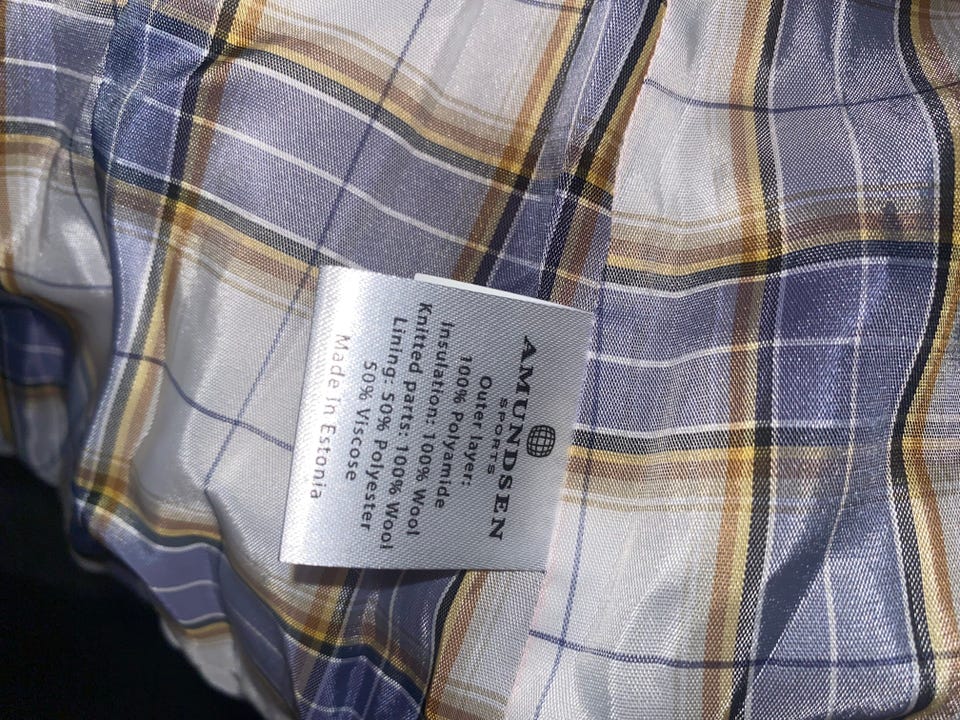 AMUNDSEN
SPORTS
Outer layer:
100% Polyamide
Insulation: 100% Wool
Knitted parts: 100% Wool
Lining: 50% Polyester
50% Viscose
Made in Estonia